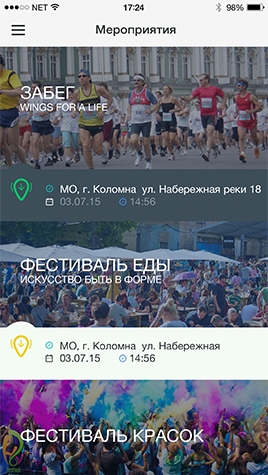 NET 17:24 98%
Мероприятия
ЗАБЕГ
WINGS FOR A LIFE
МО, г. Коломна ул. Набережная реки 18
03.07.15 14:56
ФЕСТИВАЛЬ ЕДЫ
ИСКУССТВО БЫТЬ В ФОРМЕ
МО, г. Коломна ул. Набережная
03.07.15 14:56
ФЕСТИВАЛЬ КРАСОК